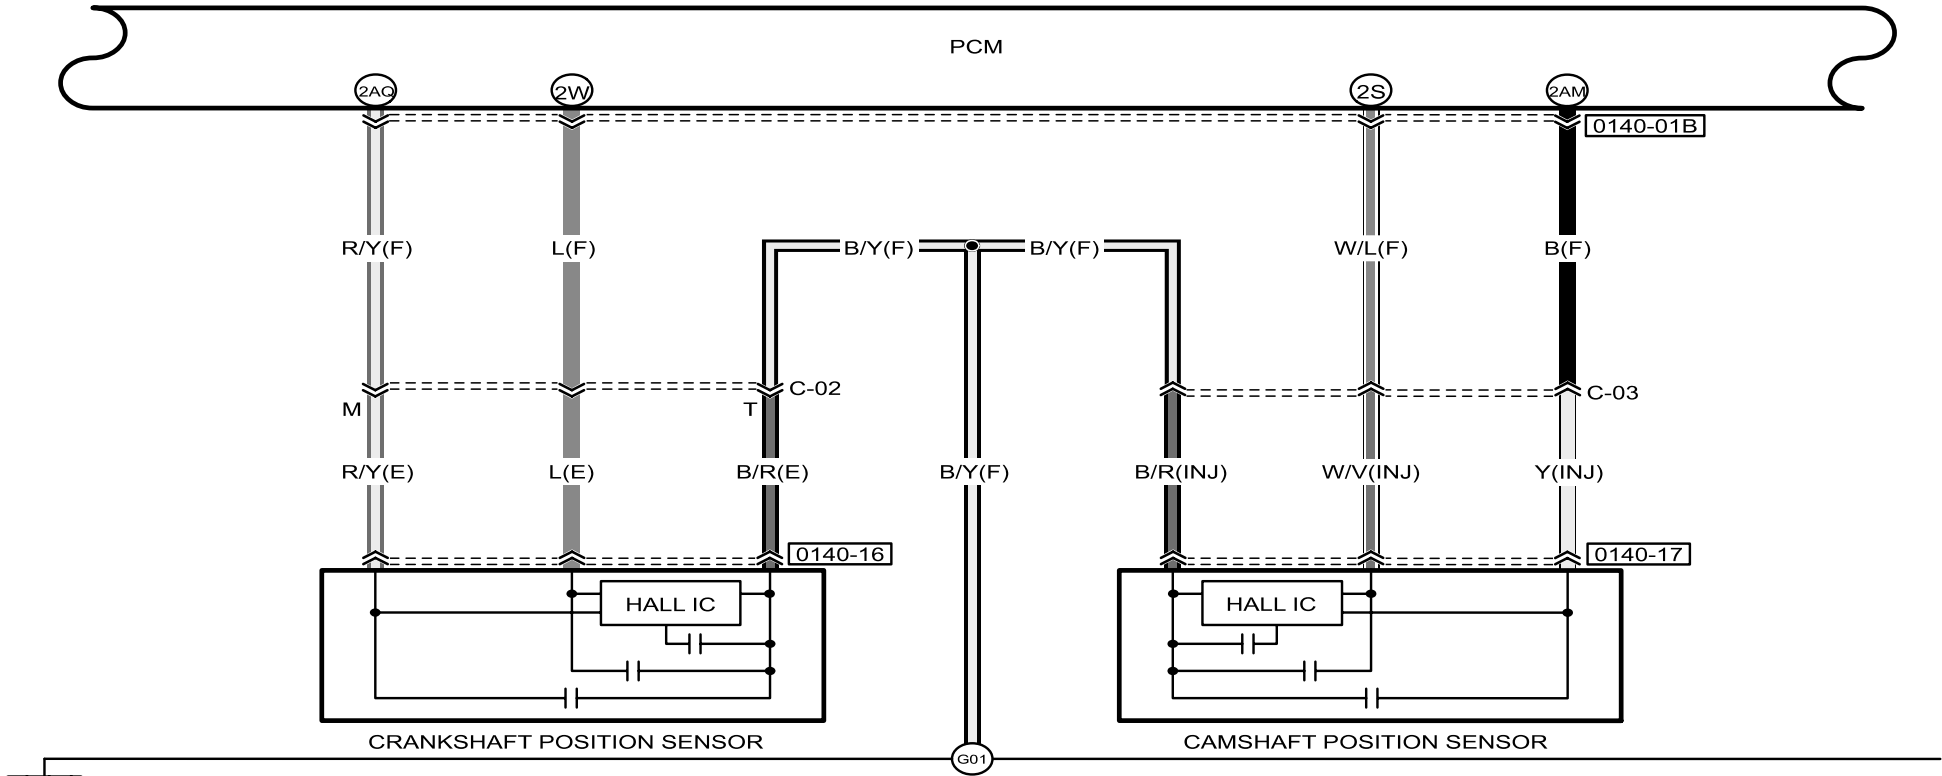 PCM
2AQ 2W 2S 2AM
0140-01B
R/Y(F) L(F) B/Y(F) B/Y(F) W/L(F) B(F)
C-02 C-03
M T
R/Y(E) L(E) B/R(E) B/Y(F) B/R(INJ) W/V(INJ) Y(INJ)
0140-16 0140-17
HALL IC HALL IC
CRANKSHAFT POSITION SENSOR CAMSHAFT POSITION SENSOR
G01